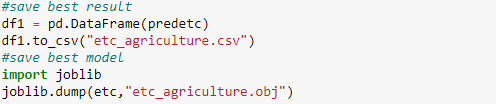 #save best result
df1 = pd.DataFrame(predetc)
df1.to_csv("etc_agriculture.csv")
#save best model
import joblib
joblib.dump(etc,"etc_agriculture.obj")